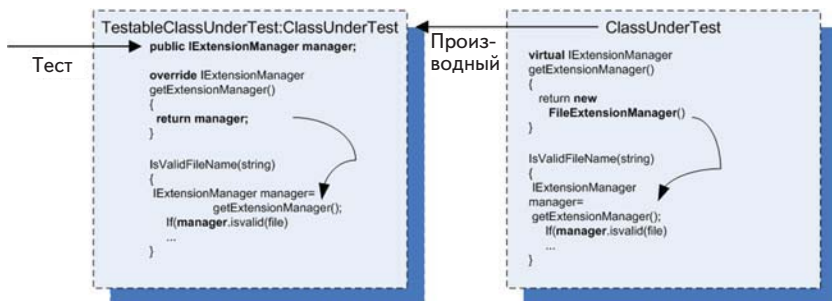 Тест
TestableClassUnderTest:ClassUnderTest
public IExtensionManager manager;
override IExtensionManager
getExtensionManager()
{
return manager;
}
IsValidFileName(string)
{
IExtensionManager manager=
getExtensionManager();
If(manager.isvalid(file)
...
}
Произ-
водный
ClassUnderTest
virtual IExtensionManager
getExtensionManager()
{
return new
FileExtensionManager()
}
IsValidFileName(string)
{
IExtensionManager
manager=
getExtensionManager();
If(manager.isvalid(file)
...
}